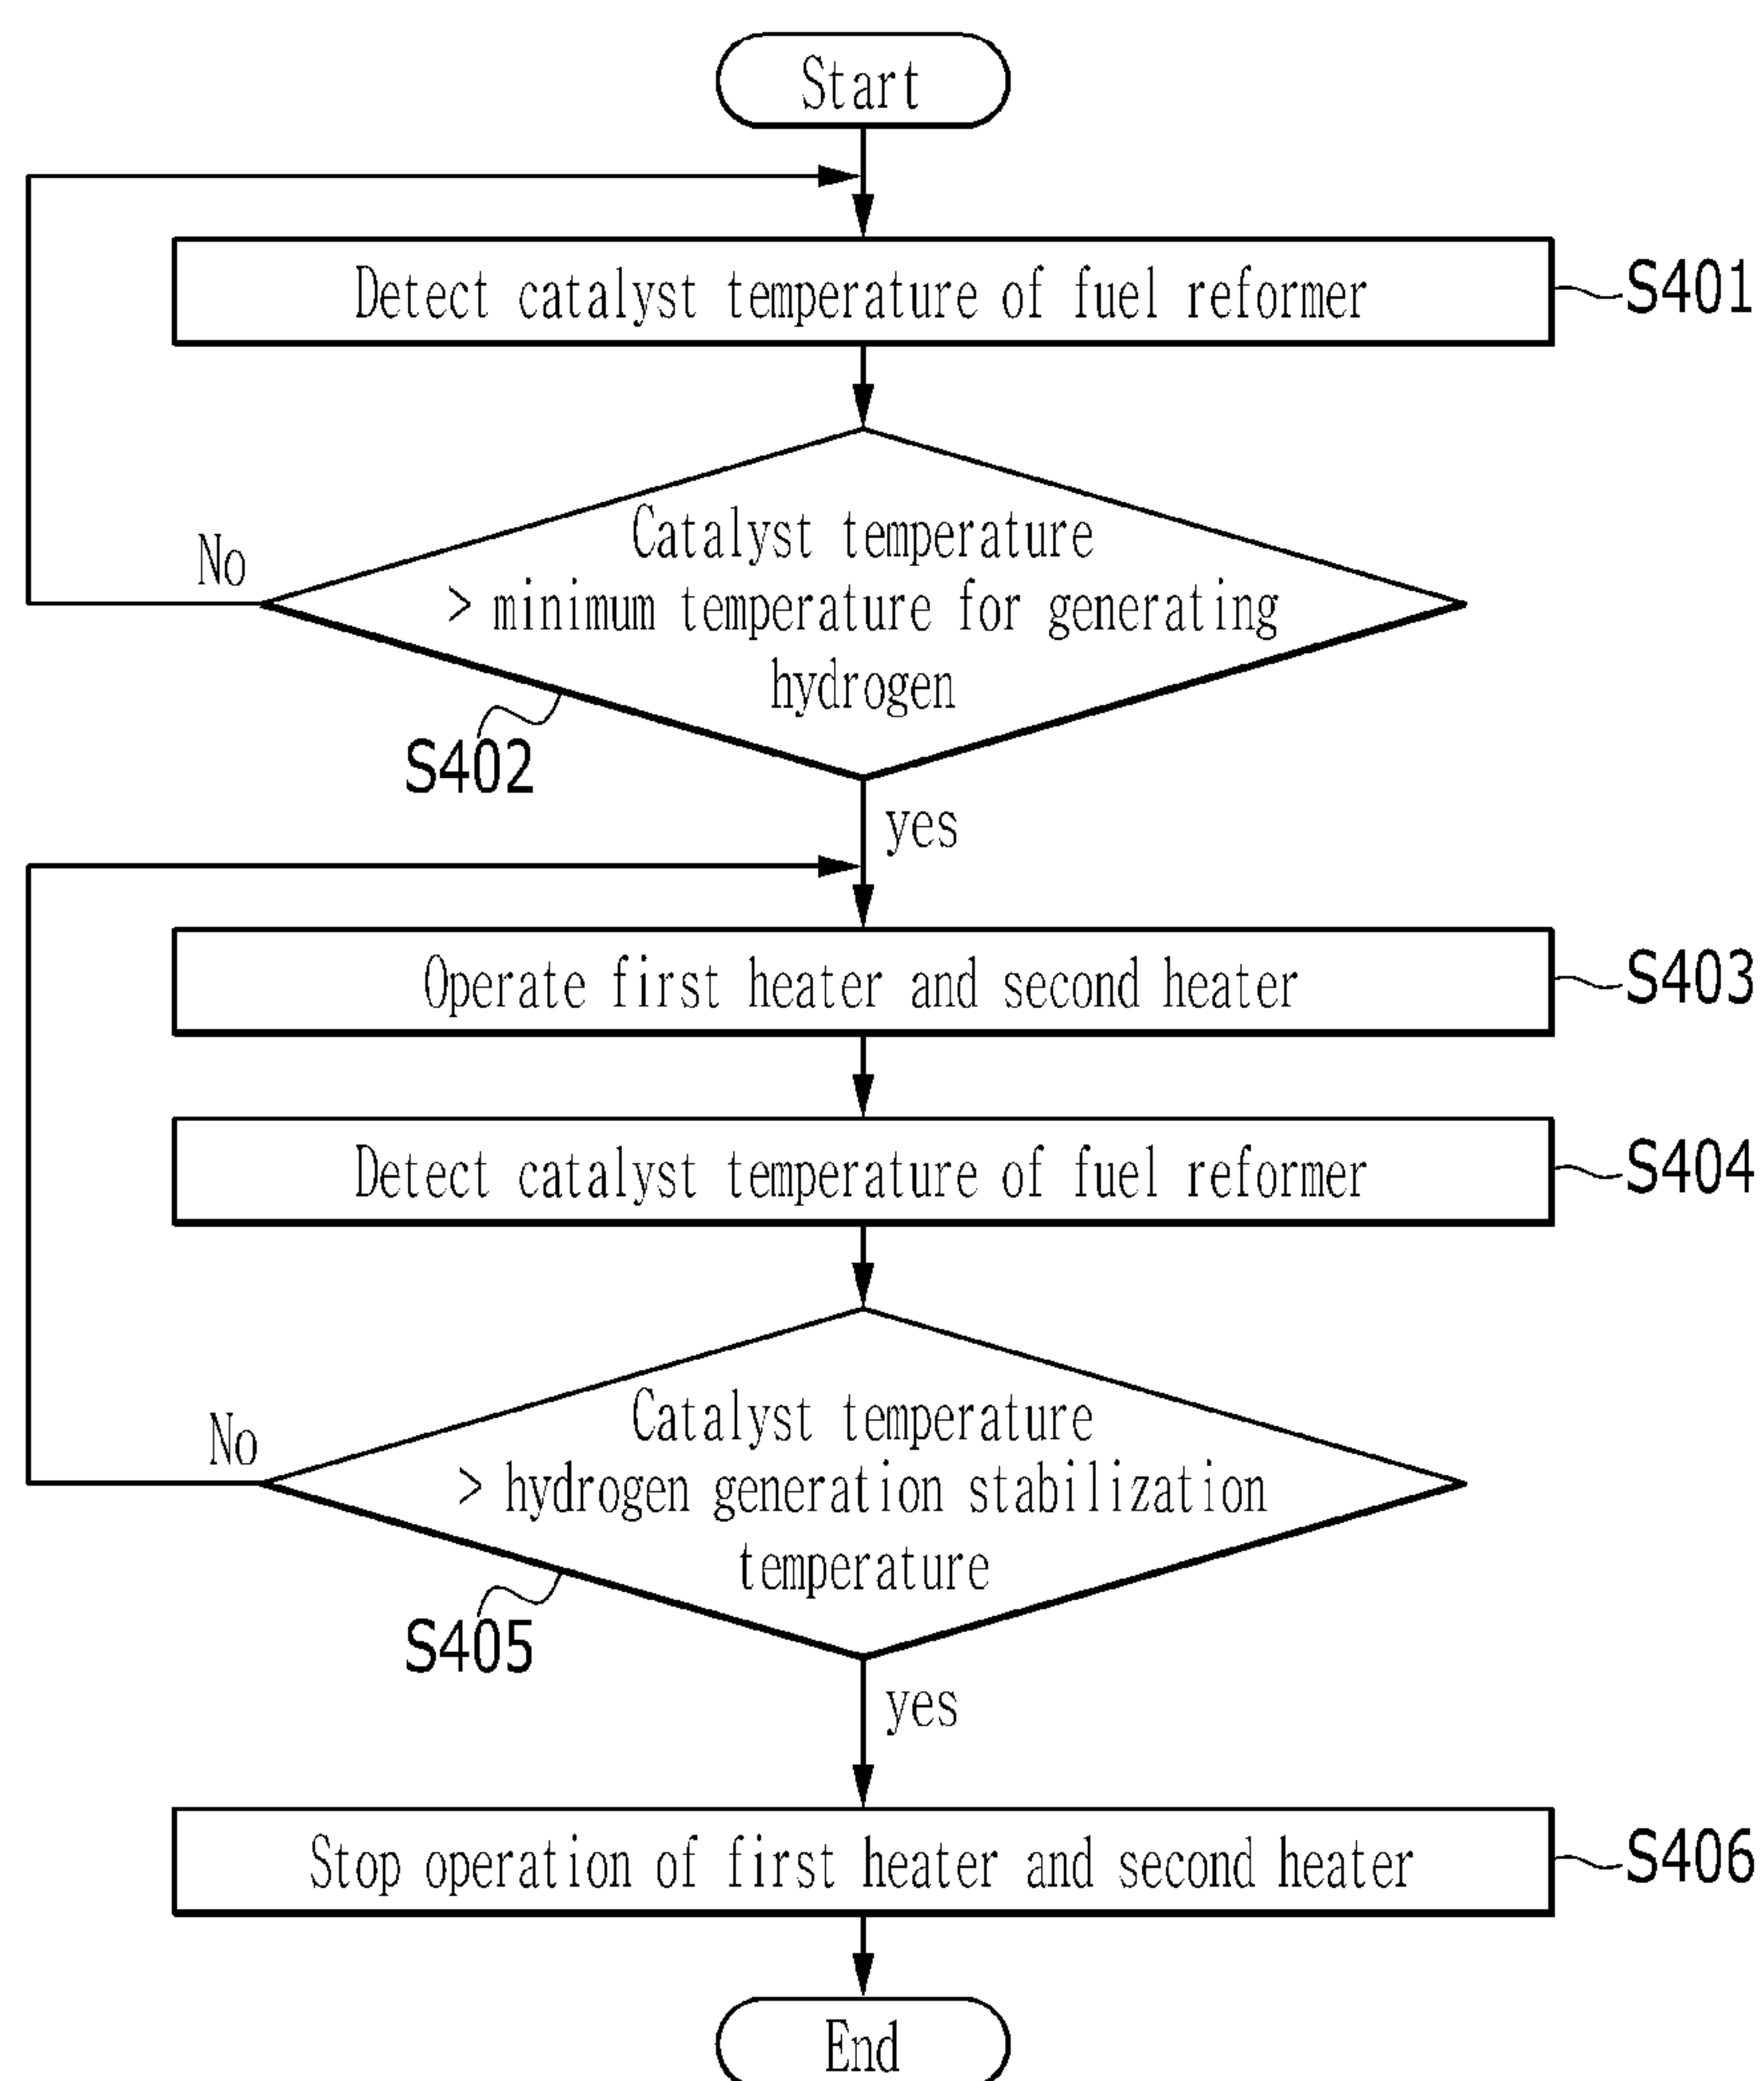 Start
Detect catalyst temperature of fuel reformer
S401
No
Catalyst temperature
> minimum temperature for generating
hydrogen
S402
yes
Operate first heater and second heater
S403
Detect catalyst temperature of fuel reformer
S404
No
Catalyst temperature
> hydrogen generation stabilization
temperature
S405
yes
Stop operation of first heater and second heater
S406
End